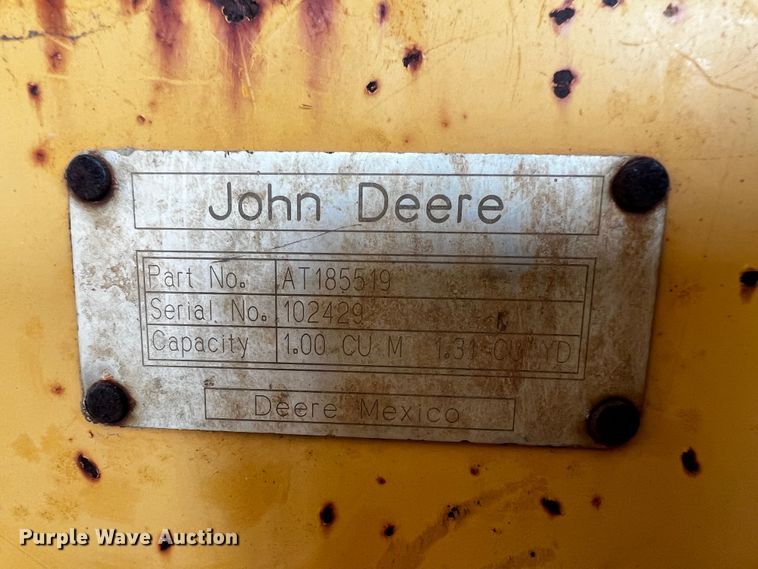 John Deere
Part No. AT185519
Serial No. 102429
Capacity 1.00 CU M 1.31 CU YD
Deere Mexico
Purple Wave Auction